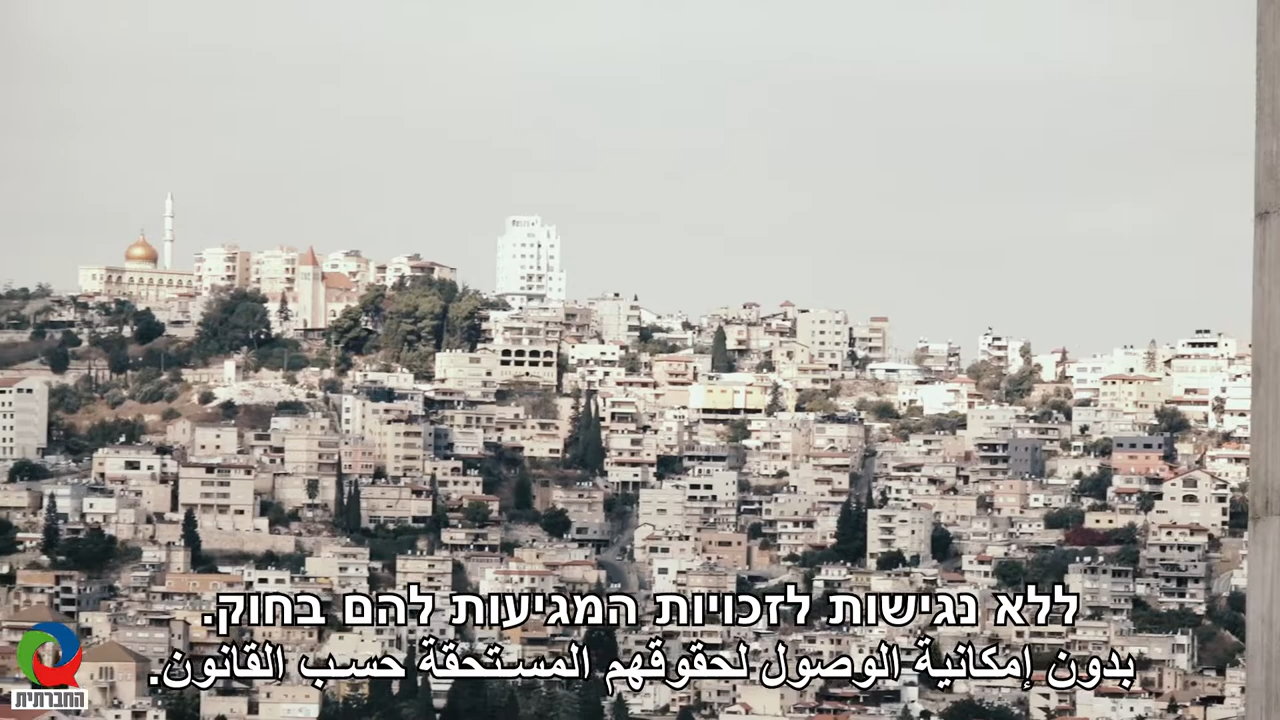 ללא נגישות לזכויות המגיעות להם בחוק.
بدون إمكانية الوصول لحقوقهم المستحقة حسب القانون.
החברתית